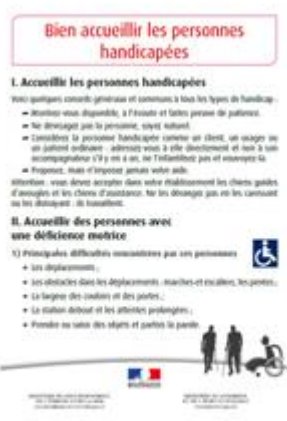 Bien accueillir les personnes
handicapées
I. Accueillir les personnes handicapées
Voici quelques conseils généraux et communs à tous les types de handicap :
Montrez-vous disponible, à l'écoute et faites preuve de patience.
Ne dévisagez pas la personne, soyez naturel.
Considérez la personne handicapée comme un client, un usager ou
un patient ordinaire : adressez-vous à elle directement et non à son
accompagnateur s'il y en a un, ne l'infantilisez pas et vouvoyez-la.
Proposez, mais n'imposez jamais votre aide.
Attention : vous devez accepter dans votre établissement les chiens guides
d'aveugles et les chiens d'assistance. Ne les dérangez pas en les caressant
ou les distrayant : ils travaillent.
II. Accueillir des personnes avec
une déficience motrice
1) Principales difficultés rencontrées par ces personnes
Les déplacements ;
Les obstacles dans les déplacements : marches et escaliers, les pentes ;
La largeur des couloirs et des portes ;
La station debout et les attentes prolongées ;
Prendre ou saisir des objets et parfois la parole.